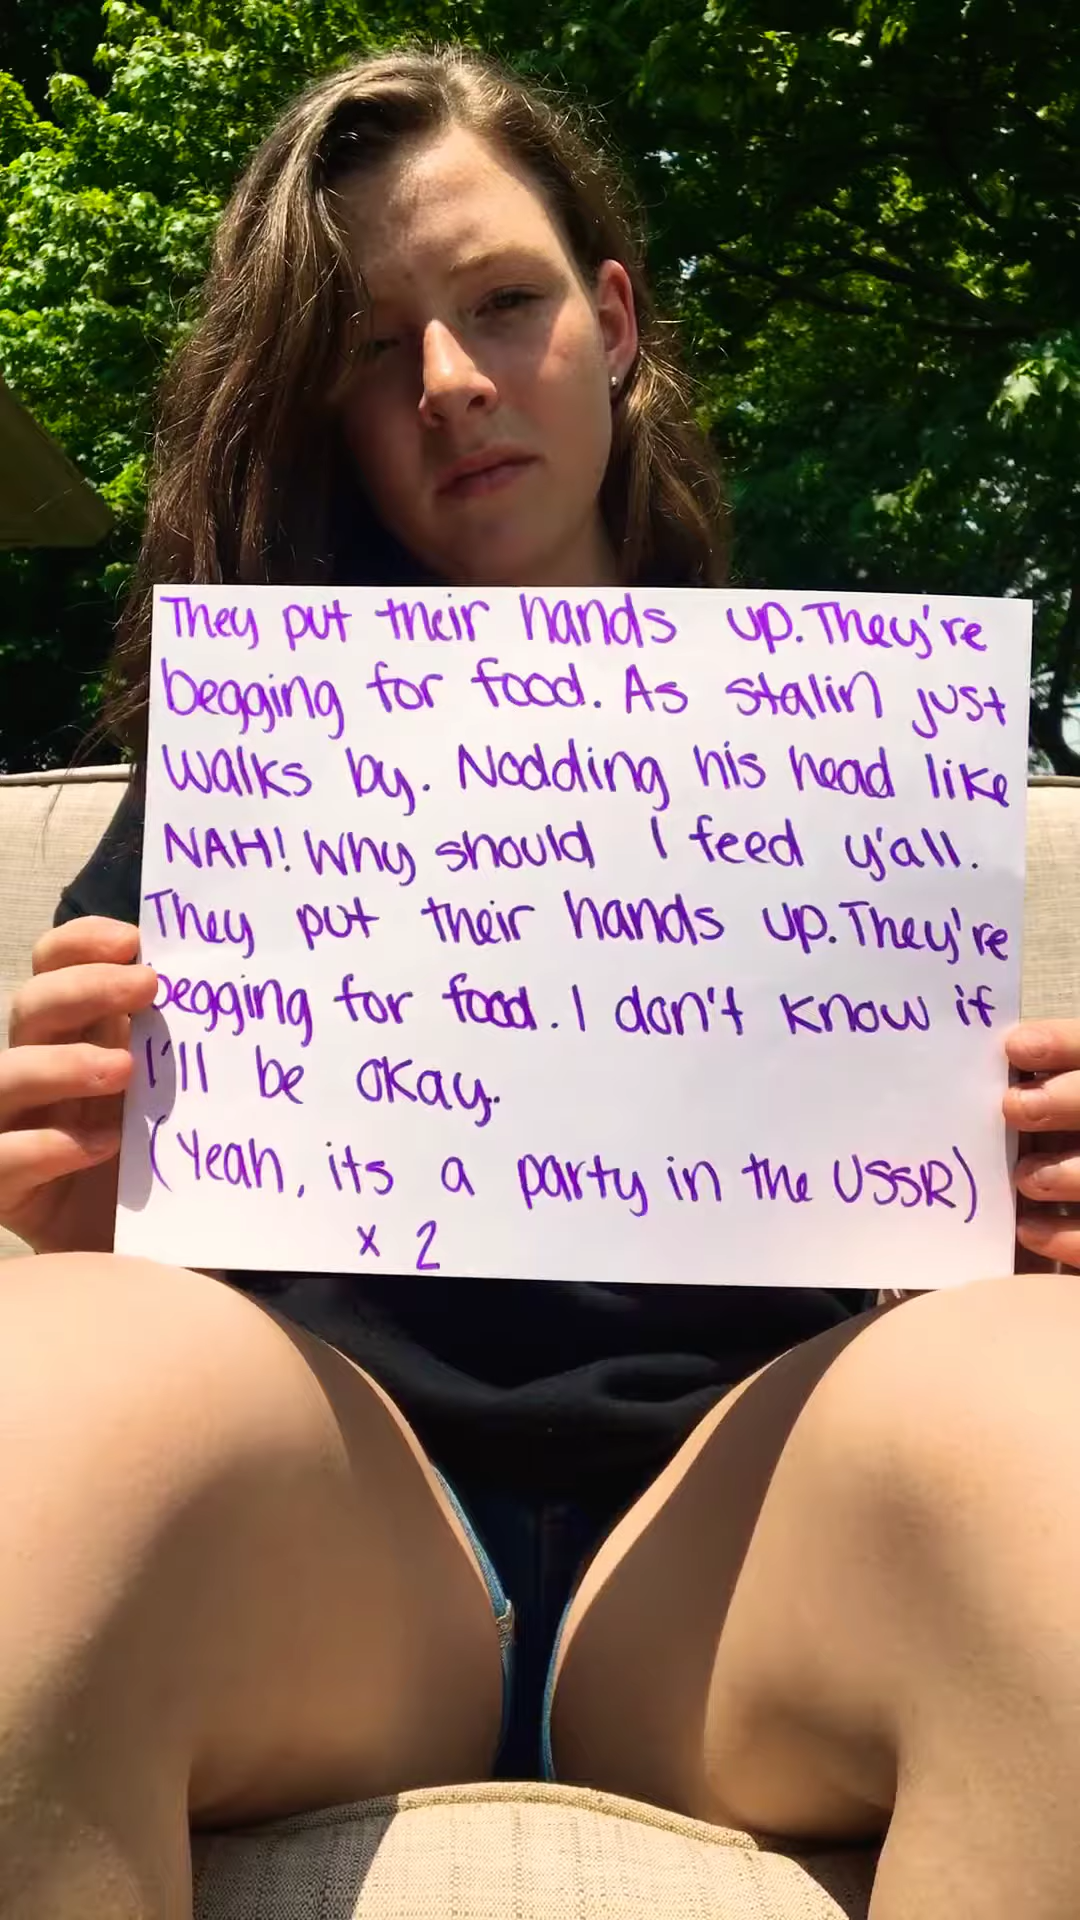 They put their hands up. They're
begging for food. As stalin just
walks by. Nodding his head like
NAH! Why should I feed y'all.
They put their hands up. They're
begging for food. I don't know if
I'll be okay.
(Yeah, its a party in the USSR)
x 2